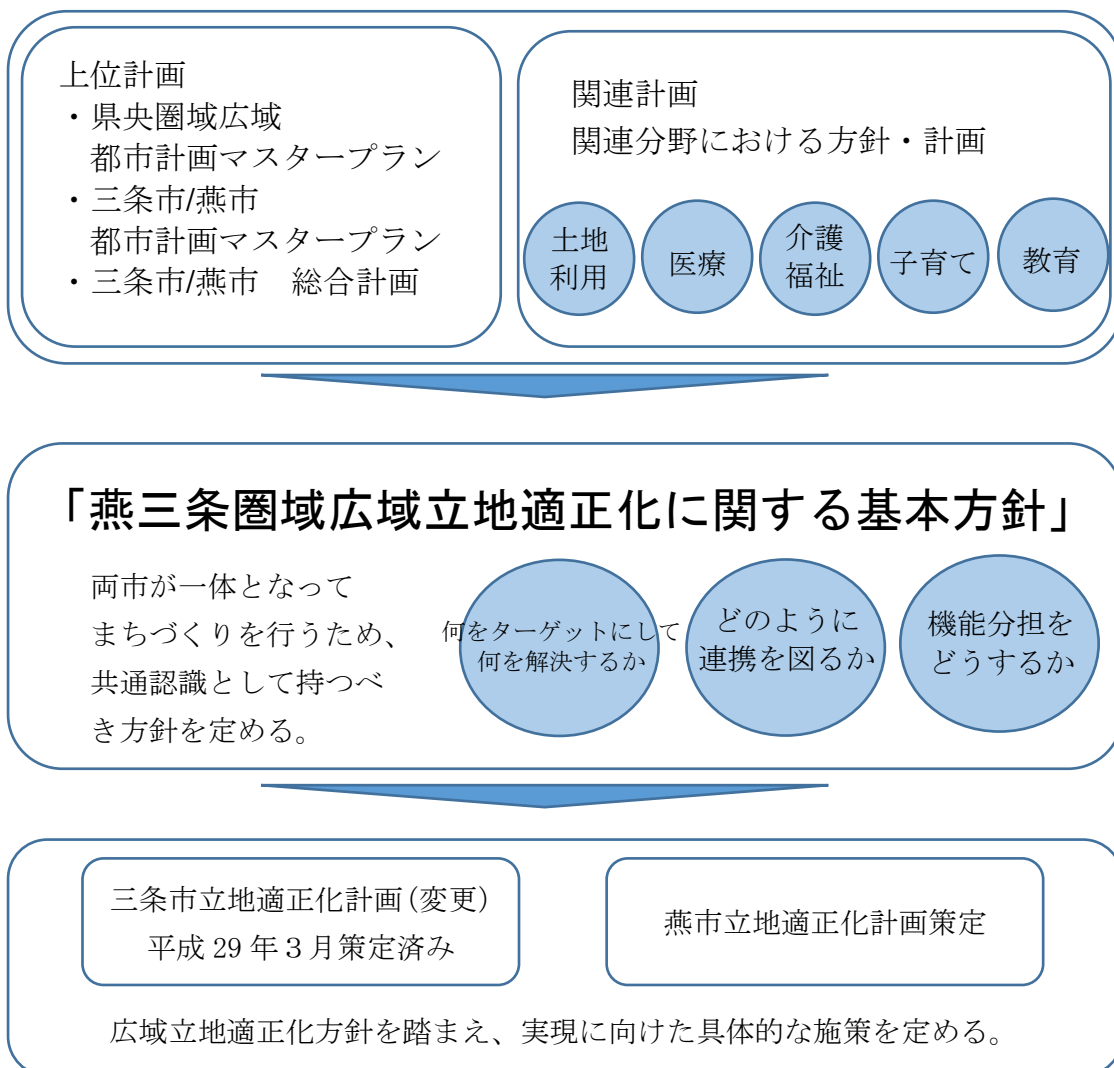 上位計画
・県央圏域広域
都市計画マスタープラン
・三条市/燕市
都市計画マスタープラン
・三条市/燕市　総合計画
関連計画
関連分野における方針・計画
土地
利用
医療
介護
福祉
子育て
教育
「燕三条圏域広域立地適正化に関する基本方針」
両市が一体となって
まちづくりを行うため、
共通認識として持つべ
き方針を定める。
何をターゲットにして
何を解決するか
どのように
連携を図るか
機能分担を
どうするか
三条市立地適正化計画(変更)
平成 29 年３月策定済み
燕市立地適正化計画策定
広域立地適正化方針を踏まえ、実現に向けた具体的な施策を定める。